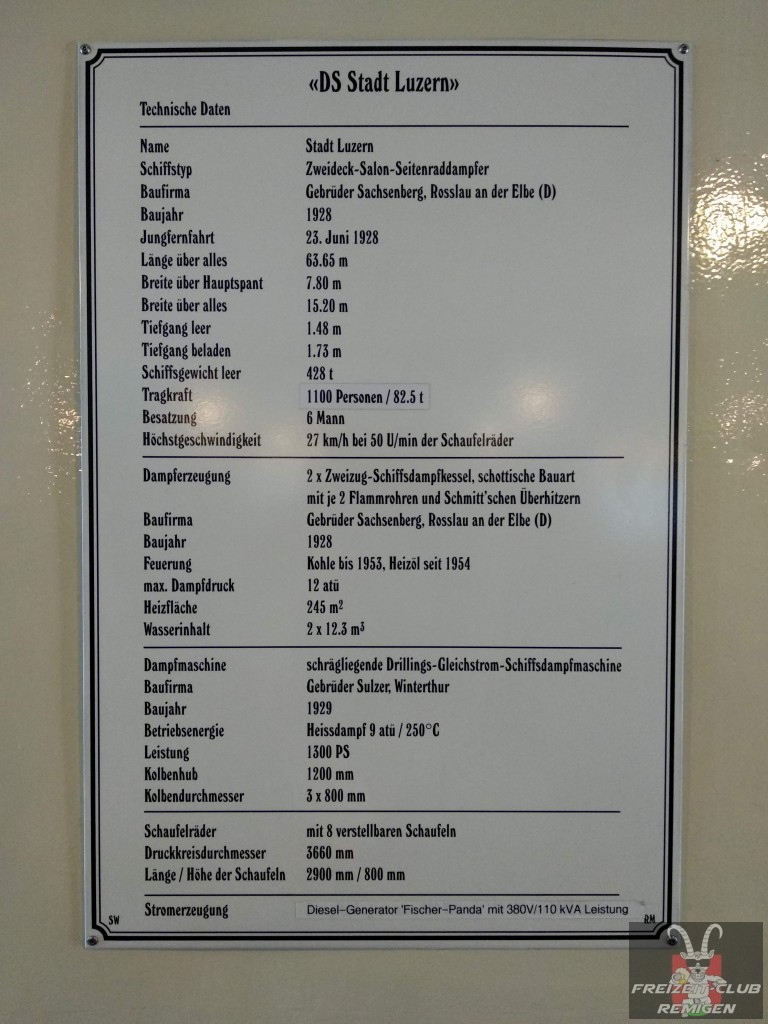 «DS Stadt Luzern»
Technische Daten
Name Stadt Luzern
Schiffstyp Zweideck-Salon-Seitenraddampfer
Baufirma Gebrüder Sachsenberg, Rosslau an der Elbe (D)
Baujahr 1928
Jungfernfahrt 23. Juni 1928
Länge über alles 63.65 m
Breite über Hauptspant 7.80 m
Breite über alles 15.20 m
Tiefgang leer 1.48 m
Tiefgang beladen 1.73 m
Schiffsgewicht leer 428 t
Tragkraft 1100 Personen / 82.5 t
Besatzung 6 Mann
Höchstgeschwindigkeit 27 km/h bei 50 U/min der Schaufelräder
Dampferzeugung 2 x Zweizug-Schiffsdampfkessel, schottische Bauart
mit je 2 Flammrohren und Schmitt'schen Überhitzern
Baufirma Gebrüder Sachsenberg, Rosslau an der Elbe (D)
Baujahr 1928
Feuerung Kohle bis 1953, Heizöl seit 1954
max. Dampfdruck 12 atü
Heizfläche 245 m²
Wasserinhalt 2 x 12.3 m³
Dampfmaschine schrägliegende Drillings-Gleichstrom-Schiffsdampfmaschine
Baufirma Gebrüder Sulzer, Winterthur
Baujahr 1929
Betriebsenergie Heissdampf 9 atü / 250°C
Leistung 1300 PS
Kolbenhub 1200 mm
Kolbendurchmesser 3 x 800 mm
Schaufelräder mit 8 verstellbaren Schaufeln
Druckkreisdurchmesser 3660 mm
Länge / Höhe der Schaufeln 2900 mm / 800 mm
Stromerzeugung Diesel-Generator 'Fischer-Panda' mit 380V/110 kVA Leistung
SW RM
FREIZEIT-CLUB
REMIGEN